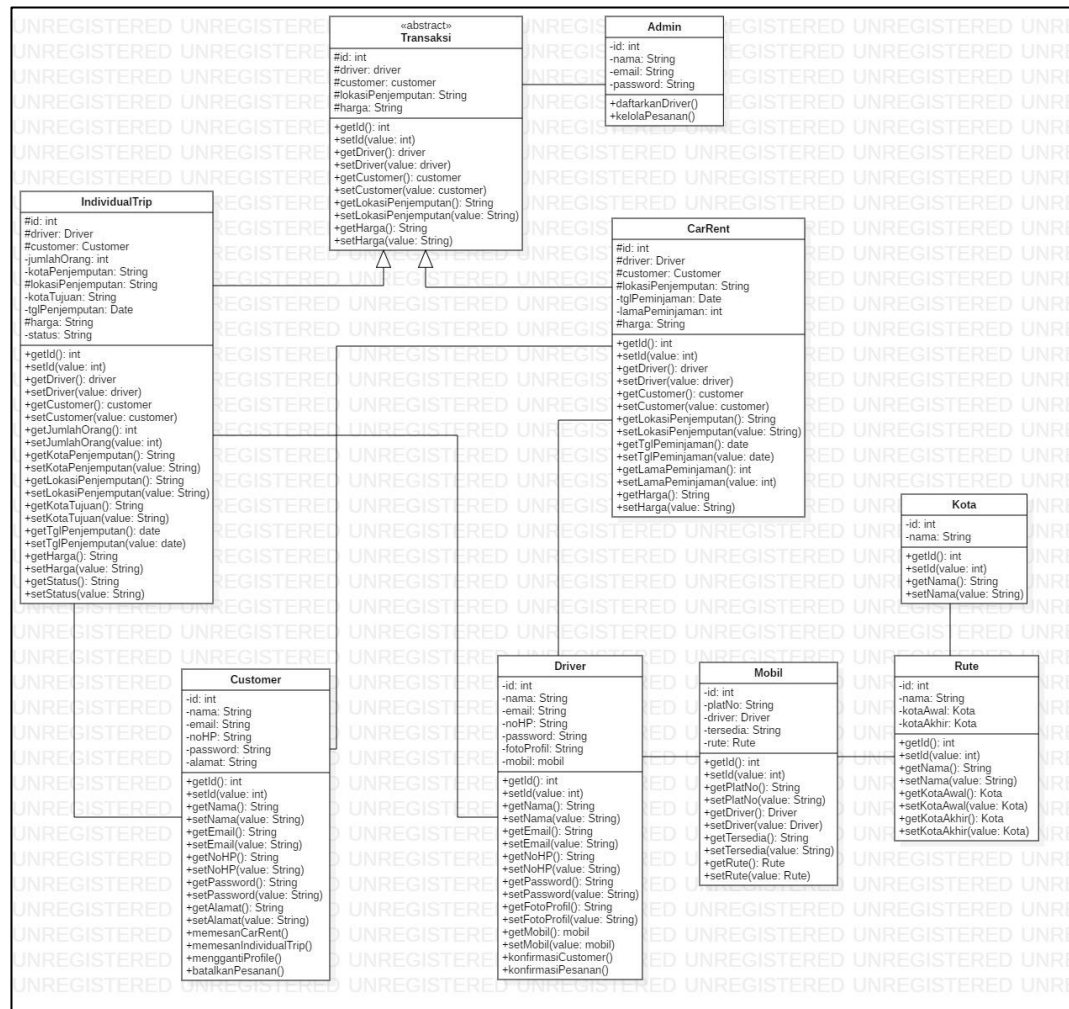 «abstract»
Transaksi
#id: int
#driver: driver
#customer: customer
#lokasiPenjemputan: String
#harga: String
+getId(): int
+setId(value: int)
+getDriver(): driver
+setDriver(value: driver)
+getCustomer(): customer
+setCustomer(value: customer)
+getLokasiPenjemputan(): String
+setLokasiPenjemputan(value: String)
+getHarga(): String
+setHarga(value: String)
Admin
-id: int
-nama: String
-email: String
-password: String
+daftarkanDriver()
+kelolaPesanan()
IndividualTrip
#id: int
#driver: Driver
#customer: Customer
-jumlahOrang: int
-kotaPenjemputan: String
#lokasiPenjemputan: String
-kotaTujuan: String
-tglPenjemputan: Date
#harga: String
-status: String
+getId(): int
+setId(value: int)
+getDriver(): driver
+setDriver(value: driver)
+getCustomer(): customer
+setCustomer(value: customer)
+getJumlahOrang(): int
+setJumlahOrang(value: int)
+getKotaPenjemputan(): String
+setKotaPenjemputan(value: String)
+getLokasiPenjemputan(): String
+setLokasiPenjemputan(value: String)
+getKotaTujuan(): String
+setKotaTujuan(value: String)
+getTglPenjemputan(): date
+setTglPenjemputan(value: date)
+getHarga(): String
+setHarga(value: String)
+getStatus(): String
+setStatus(value: String)
CarRent
#id: int
#driver: Driver
#customer: Customer
#lokasiPenjemputan: String
-tglPeminjaman: Date
-lamaPeminjaman: int
#harga: String
+getId(): int
+setId(value: int)
+getDriver(): driver
+setDriver(value: driver)
+getCustomer(): customer
+setCustomer(value: customer)
+getLokasiPenjemputan(): String
+setLokasiPenjemputan(value: String)
+getTglPeminjaman(): date
+setTglPeminjaman(value: date)
+getLamaPeminjaman(): int
+setLamaPeminjaman(value: int)
+getHarga(): String
+setHarga(value: String)
Kota
-id: int
-nama: String
+getId(): int
+setId(value: int)
+getNama(): String
+setNama(value: String)
Customer
-id: int
-nama: String
-email: String
-noHP: String
-password: String
-alamat: String
+getId(): int
+setId(value: int)
+getNama(): String
+setNama(value: String)
+getEmail(): String
+setEmail(value: String)
+getNoHP(): String
+setNoHP(value: String)
+getPassword(): String
+setPassword(value: String)
+getAlamat(): String
+setAlamat(value: String)
+memesanCarRent()
+memesanIndividualTrip()
+menggantiProfile()
+batalkanPesanan()
Driver
-id: int
-nama: String
-email: String
-noHP: String
-password: String
-fotoProfil: String
-mobil: mobil
+getId(): int
+setId(value: int)
+getNama(): String
+setNama(value: String)
+getEmail(): String
+setEmail(value: String)
+getNoHP(): String
+setNoHP(value: String)
+getPassword(): String
+setPassword(value: String)
+getFotoProfil(): String
+setFotoProfil(value: String)
+getMobil(): mobil
+setMobil(value: mobil)
+konfirmasiCustomer()
+konfirmasiPesanan()
Mobil
-id: int
-platNo: String
-driver: Driver
-tersedia: String
-rute: Rute
+getId(): int
+setId(value: int)
+getPlatNo(): String
+setPlatNo(value: String)
+getDriver(): Driver
+setDriver(value: Driver)
+getTersedia(): String
+setTersedia(value: String)
+getRute(): Rute
+setRute(value: Rute)
Rute
-id: int
-nama: String
-kotaAwal: Kota
-kotaAkhir: Kota
+getId(): int
+setId(value: int)
+getNama(): String
+setNama(value: String)
+getKotaAwal(): Kota
+setKotaAwal(value: Kota)
+getKotaAkhir(): Kota
+setKotaAkhir(value: Kota)